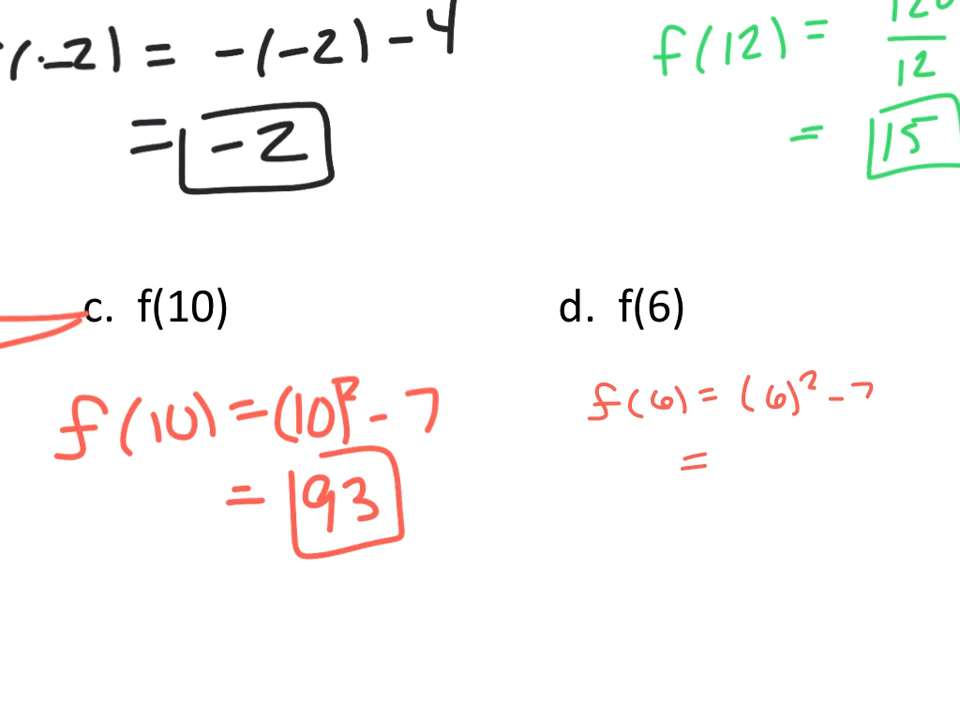 f(-2) = -(-2) - 4
= -2
f(12) =
12
= 15
c. f(10)
f(10) = (10)² - 7
= 93
d. f(6)
f(6) = (6)² - 7
=